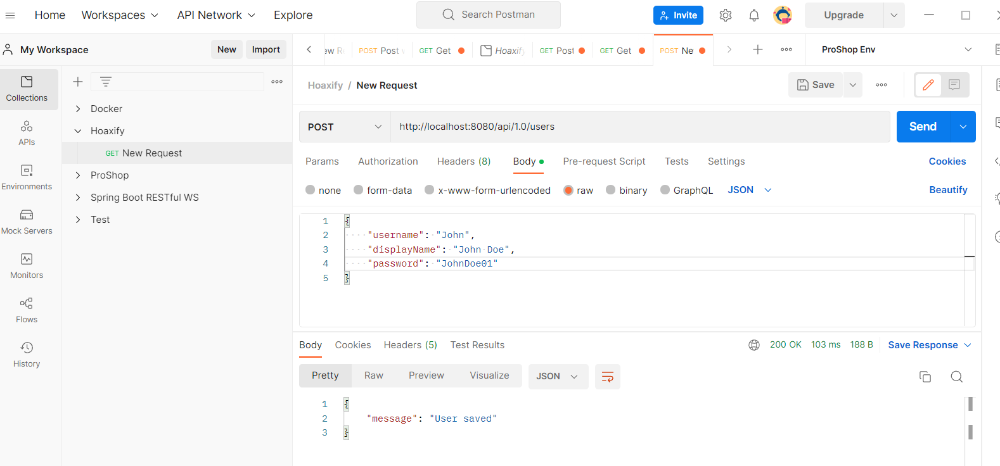 Home Workspaces API Network Explore Search Postman Invite Upgrade
My Workspace New Import
POST Post GET Get Hoaxify GET Post GET Get POST Ne ProShop Env
Collections
APIs
Environments
Mock Servers
Monitors
Flows
History
Docker
Hoaxify
GET New Request
ProShop
Spring Boot RESTful WS
Test
Hoaxify / New Request Save
POST http://localhost:8080/api/1.0/users Send
Params Authorization Headers (8) Body Pre-request Script Tests Settings Cookies
none form-data x-www-form-urlencoded raw binary GraphQL JSON Beautify
1 {
2 "username": "John",
3 "displayName": "John Doe",
4 "password": "JohnDoe01"
5 }
Body Cookies Headers (5) Test Results 200 OK 103 ms 188 B Save Response
Pretty Raw Preview Visualize JSON
1 {
2 "message": "User saved"
3 }